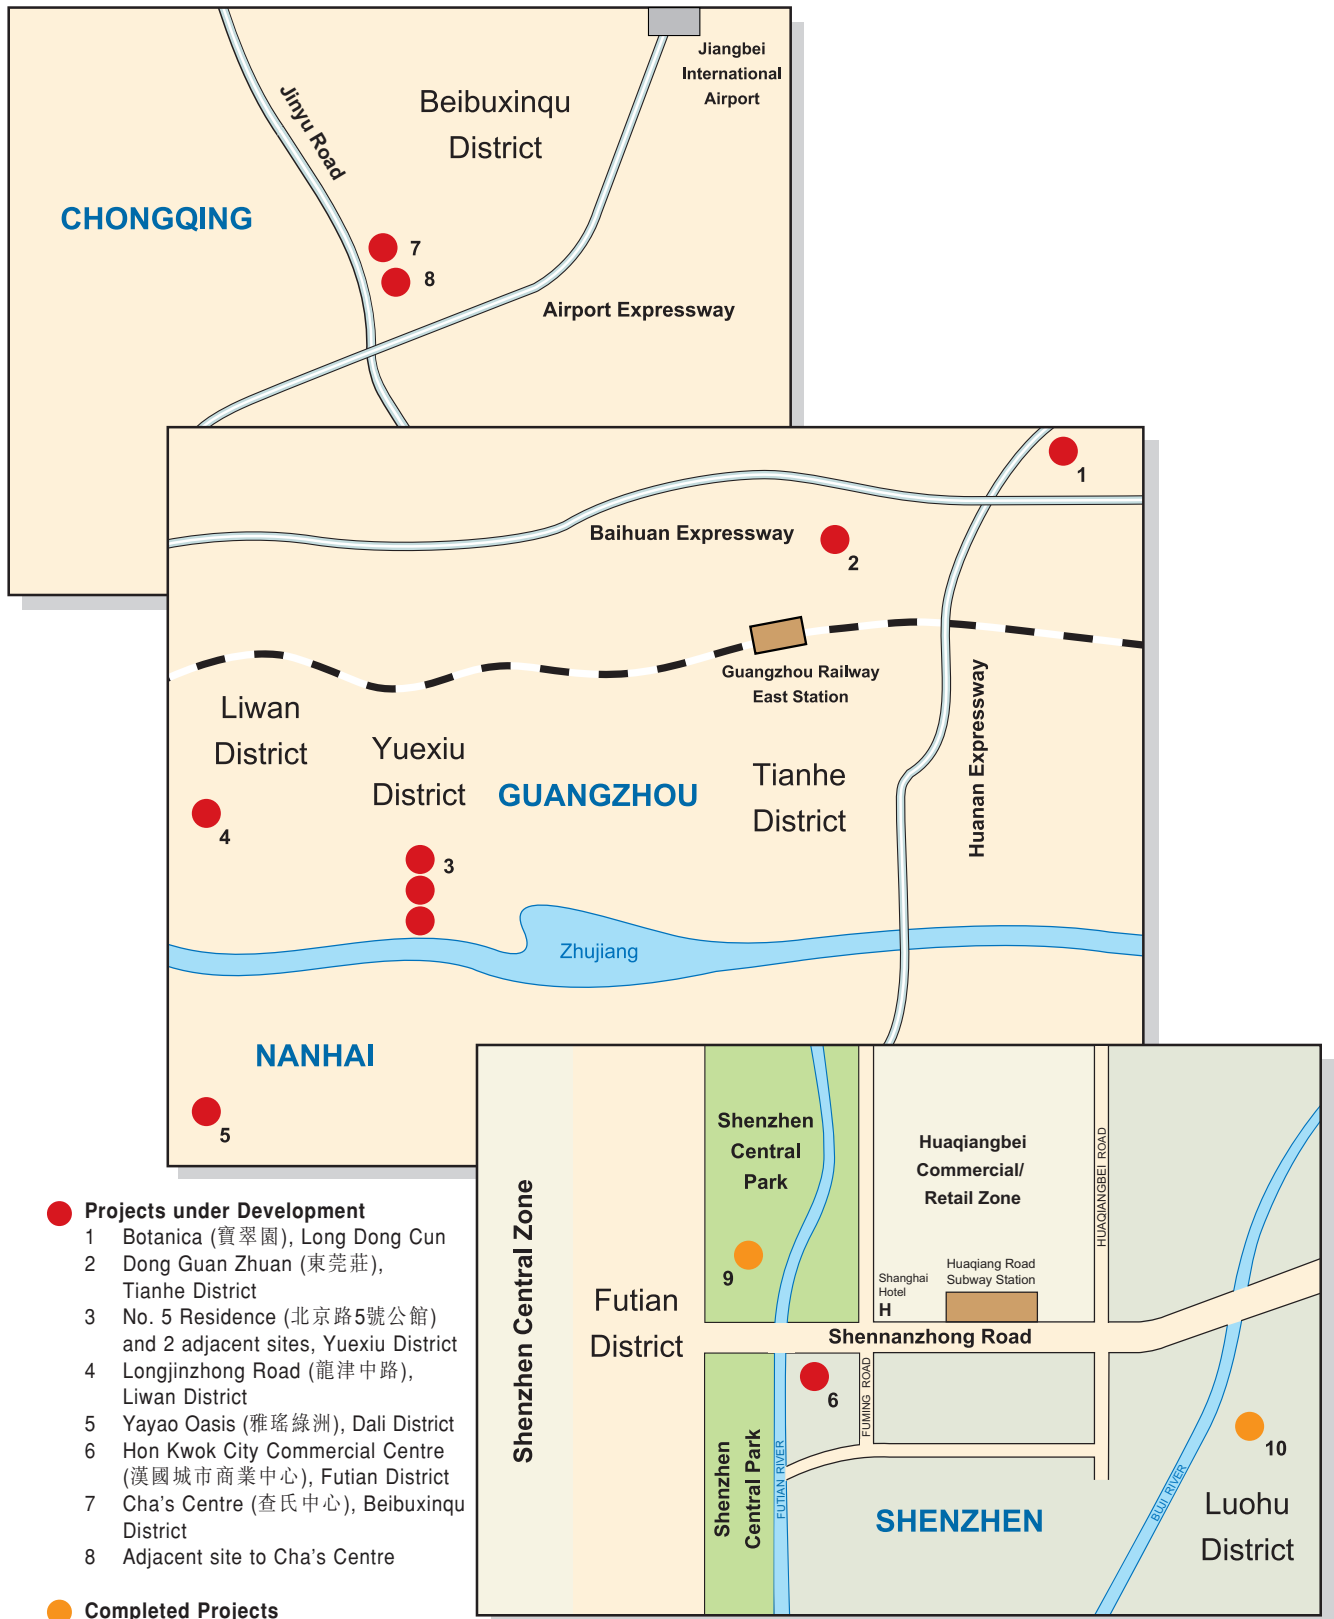 Jiangbei
International
Airport
Beibuxinqu
District
Jinyu Road
CHONGQING
7
8
Airport Expressway
1
Baihuan Expressway
2
Guangzhou Railway
East Station
Huanan Expressway
Liwan
District
Yuexiu
District
GUANGZHOU
Tianhe
District
4
3
Zhujiang
NANHAI
5
Shenzhen Central Zone
Futian
District
Shenzhen
Central
Park
9
Huaqiangbei
Commercial/
Retail Zone
HUAQIANGBEI ROAD
Shanghai
Hotel
H
Huaqiang Road
Subway Station
Shennanzhong Road
6
FUMING ROAD
Shenzhen
Central Park
FUTIAN RIVER
SHENZHEN
BUJI RIVER
10
Luohu
District
Projects under Development
1 Botanica (寶翠園), Long Dong Cun
2 Dong Guan Zhuan (東莞莊),
Tianhe District
3 No. 5 Residence (北京路5號公館)
and 2 adjacent sites, Yuexiu District
4 Longjinzhong Road (龍津中路),
Liwan District
5 Yayao Oasis (雅瑤綠洲), Dali District
6 Hon Kwok City Commercial Centre
(漢國城市商業中心), Futian District
7 Cha's Centre (查氏中心), Beibuxinqu
District
8 Adjacent site to Cha's Centre
Completed Projects